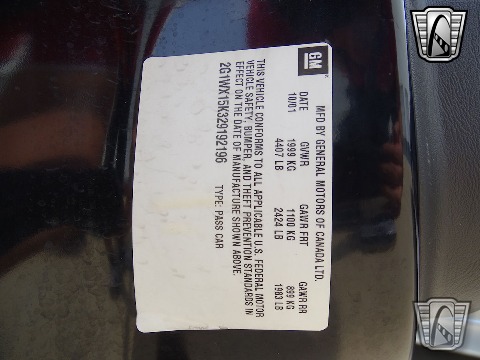 GM
MFD BY GENERAL MOTORS OF CANADA LTD.
DATE GVWR GAWR FRT GAWR RR
10/01 1999 KG 1100 KG 899 KG
4407 LB 2424 LB 1983 LB
THIS VEHICLE CONFORMS TO ALL APPLICABLE U.S. FEDERAL MOTOR
VEHICLE SAFETY, BUMPER, AND THEFT PREVENTION STANDARDS IN
EFFECT ON THE DATE OF MANUFACTURE SHOWN ABOVE.
2G1WX15K329192196 TYPE: PASS CAR